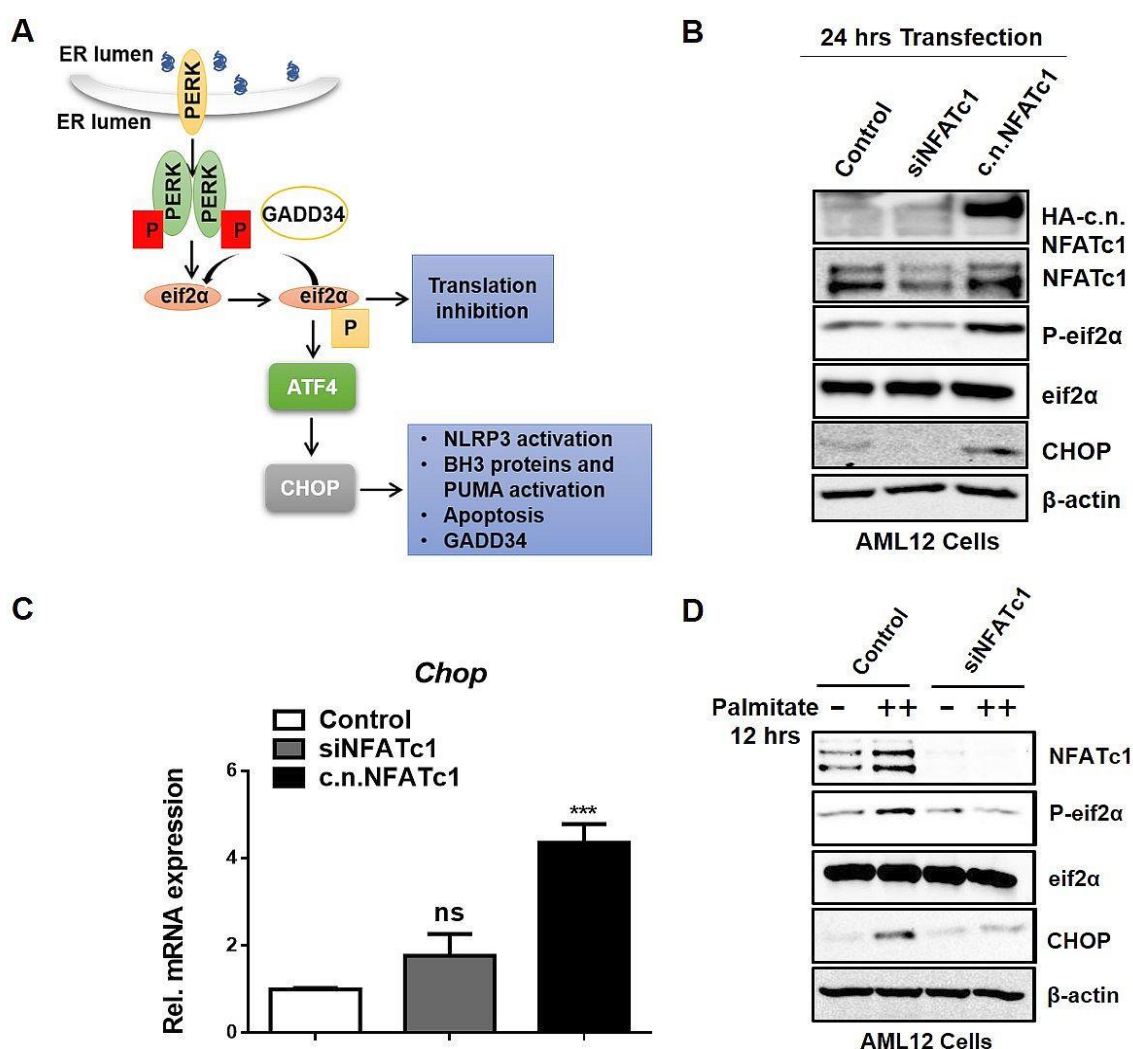 A
ER lumen
PERK
ER lumen
PERK
PERK
P
P
GADD34
eif2α
eif2α
P
Translation
inhibition
ATF4
CHOP
• NLRP3 activation
• BH3 proteins and
PUMA activation
• Apoptosis
• GADD34
B
24 hrs Transfection
Control
siNFATc1
c.n.NFATc1
HA-c.n.
NFATc1
NFATc1
P-eif2α
eif2α
CHOP
β-actin
AML12 Cells
C
Chop
Control
siNFATc1
c.n.NFATc1
Rel. mRNA expression
6
4
2
0
ns
***
D
Control
siNFATc1
Palmitate
12 hrs
− ++ − ++
NFATc1
P-eif2α
eif2α
CHOP
β-actin
AML12 Cells